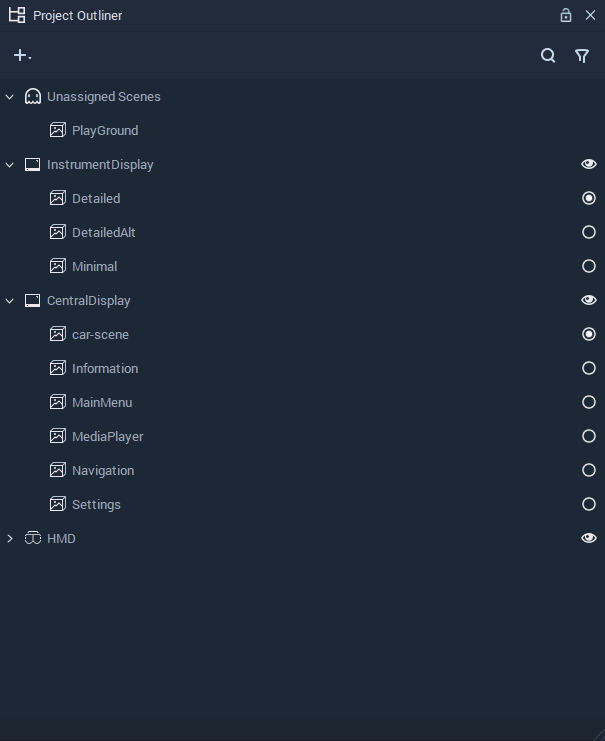 Project Outliner
Unassigned Scenes
PlayGround
InstrumentDisplay
Detailed
DetailedAlt
Minimal
CentralDisplay
car-scene
Information
MainMenu
MediaPlayer
Navigation
Settings
HMD